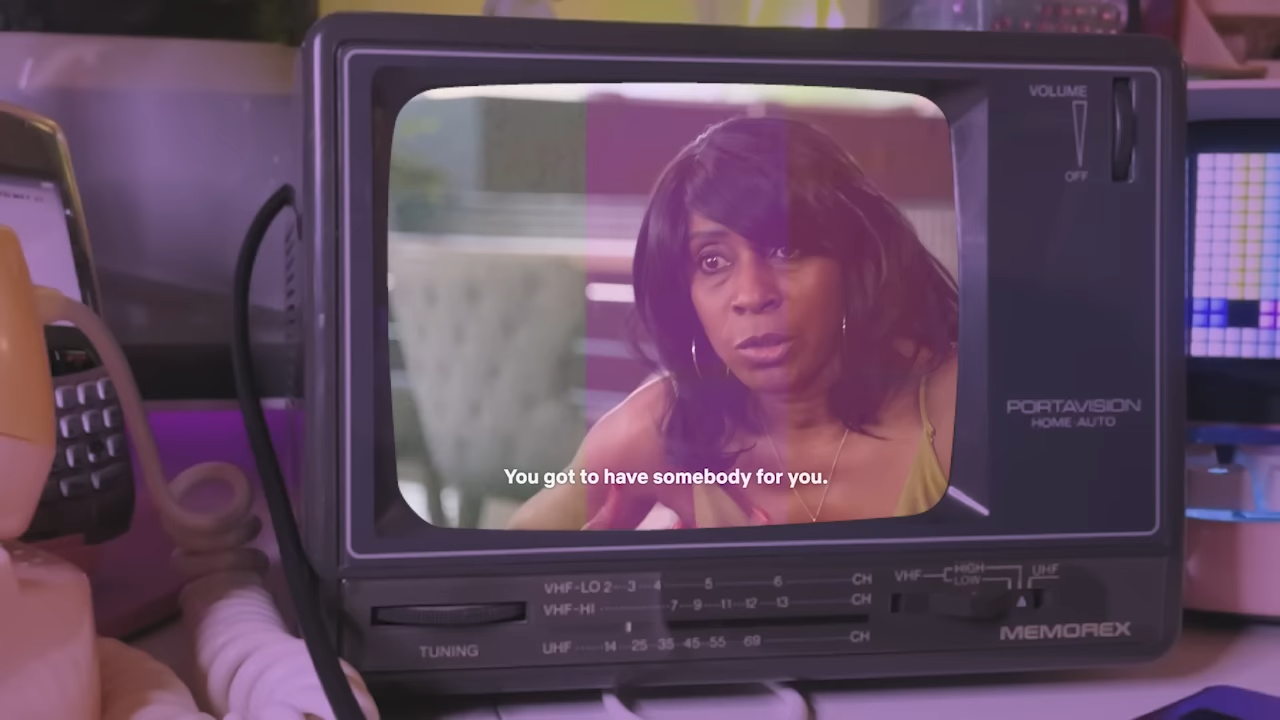 VOLUME
OFF
You got to have somebody for you.
PORTAVISION
HOME AUTO
VHF-LO 2 3 4 5 6 CH
VHF-HI 7 9 11 12 13 CH
UHF 14 25 35 45 55 69 CH
TUNING
VHF HIGH LOW UHF
MEMOREX